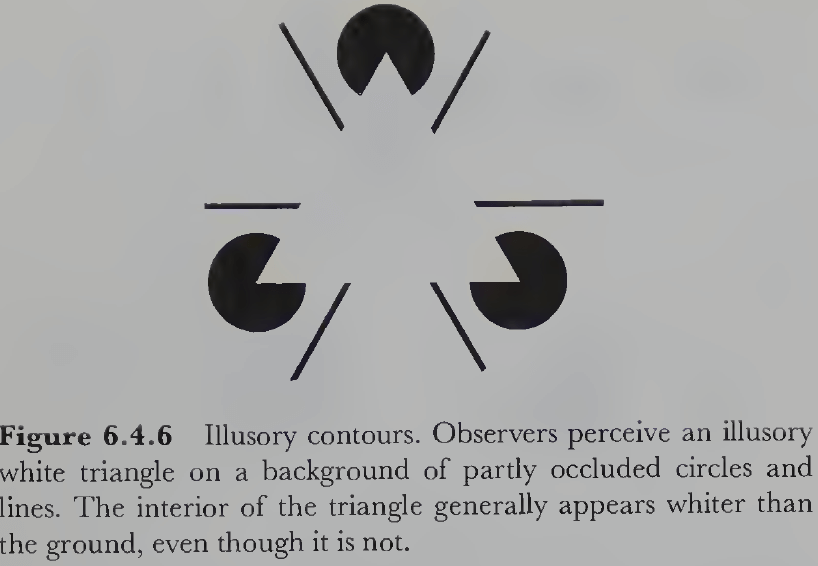 Figure 6.4.6 Illusory contours. Observers perceive an illusory
white triangle on a background of partly occluded circles and
lines. The interior of the triangle generally appears whiter than
the ground, even though it is not.